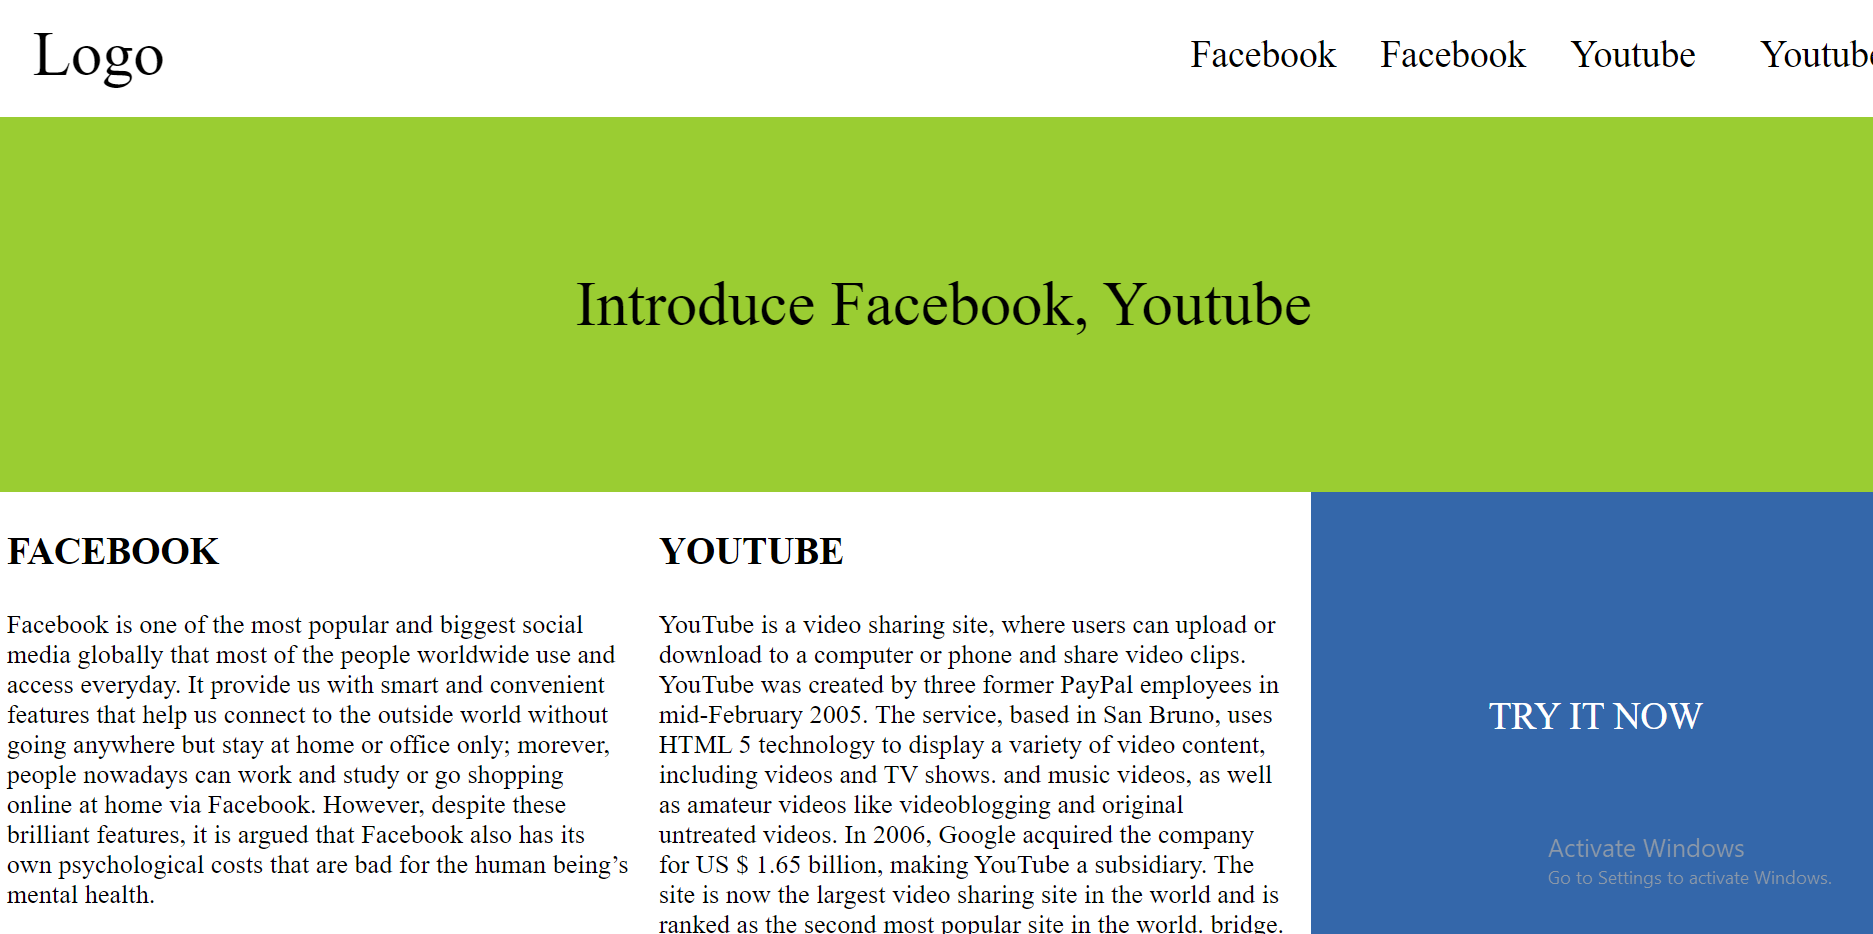 Logo
Facebook Facebook Youtube Youtube
Introduce Facebook, Youtube
FACEBOOK
Facebook is one of the most popular and biggest social
media globally that most of the people worldwide use and
access everyday. It provide us with smart and convenient
features that help us connect to the outside world without
going anywhere but stay at home or office only; morever,
people nowadays can work and study or go shopping
online at home via Facebook. However, despite these
brilliant features, it is argued that Facebook also has its
own psychological costs that are bad for the human being’s
mental health.
YOUTUBE
YouTube is a video sharing site, where users can upload or
download to a computer or phone and share video clips.
YouTube was created by three former PayPal employees in
mid-February 2005. The service, based in San Bruno, uses
HTML 5 technology to display a variety of video content,
including videos and TV shows. and music videos, as well
as amateur videos like videoblogging and original
untreated videos. In 2006, Google acquired the company
for US $ 1.65 billion, making YouTube a subsidiary. The
site is now the largest video sharing site in the world and is
ranked as the second most popular site in the world. bridge.
TRY IT NOW
Activate Windows
Go to Settings to activate Windows.